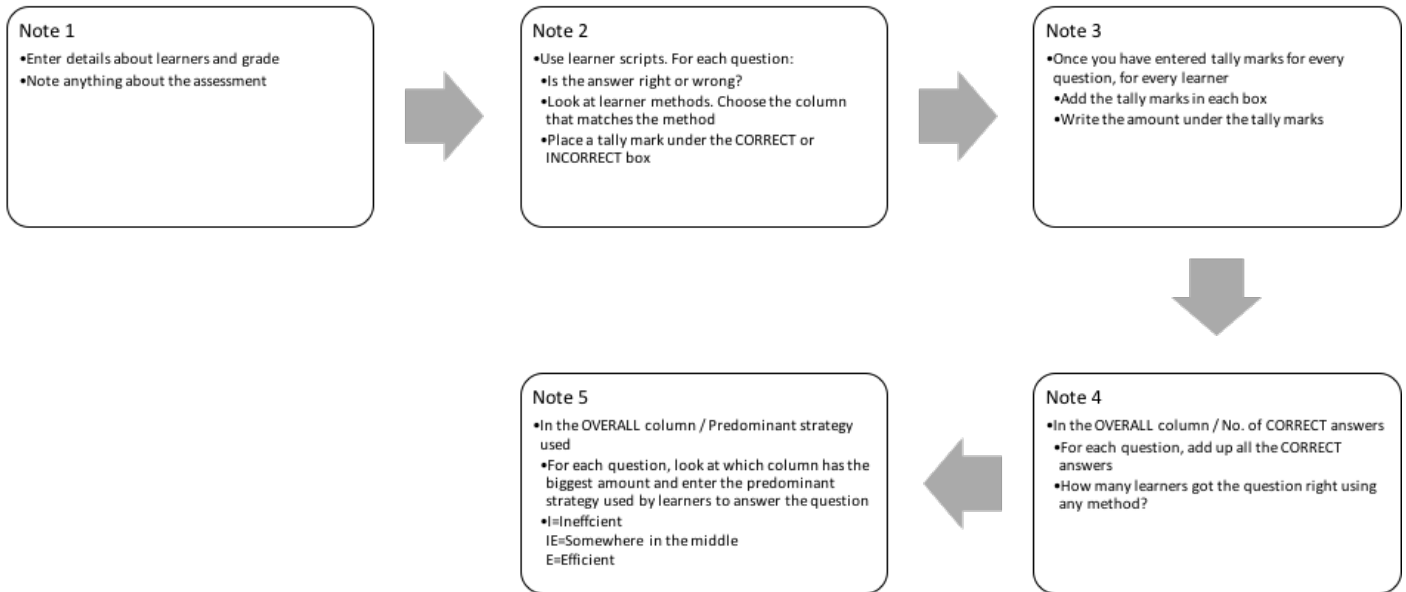 Note 1
•Enter details about learners and grade
•Note anything about the assessment
Note 2
•Use learner scripts. For each question:
•Is the answer right or wrong?
•Look at learner methods. Choose the column
that matches the method
•Place a tally mark under the CORRECT or
INCORRECT box
Note 3
•Once you have entered tally marks for every
question, for every learner
•Add the tally marks in each box
•Write the amount under the tally marks
Note 4
•In the OVERALL column / No. of CORRECT answers
•For each question, add up all the CORRECT
answers
•How many learners got the question right using
any method?
Note 5
•In the OVERALL column / Predominant strategy
used
•For each question, look at which column has the
biggest amount and enter the predominant
strategy used by learners to answer the question
•I=Ineffcient
IE=Somewhere in the middle
E=Efficient